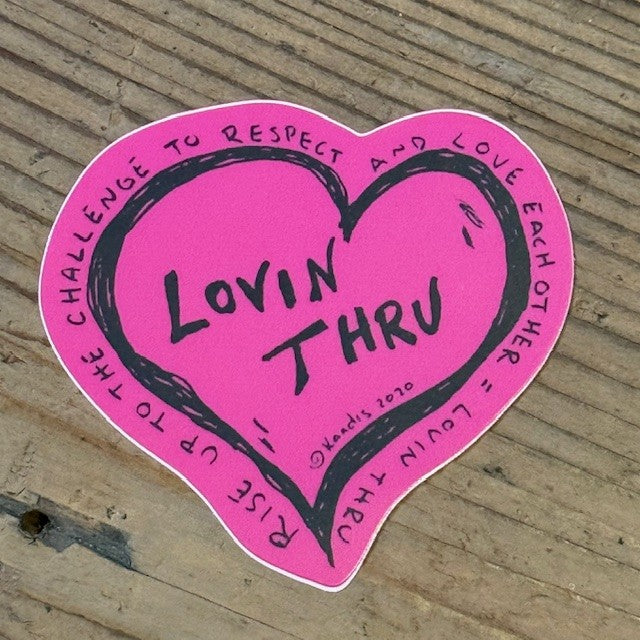 LOVIN
THRU
©Kaadis 2020
RISE UP TO THE CHALLENGE TO RESPECT AND LOVE EACH OTHER = LOVIN THRU